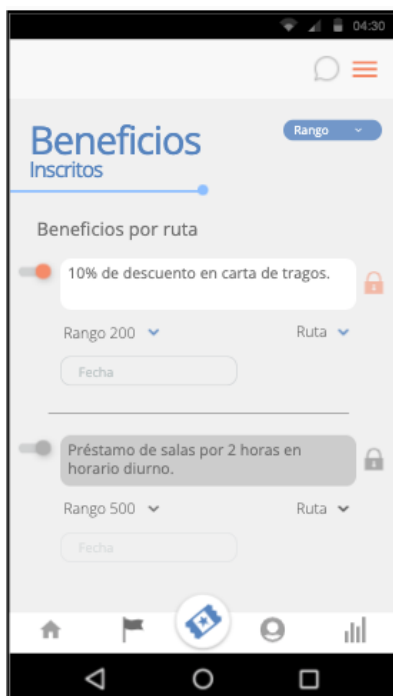 04:30
Beneficios
Rango
Inscritos
Beneficios por ruta
10% de descuento en carta de tragos.
Rango 200
Ruta
Fecha
Préstamo de salas por 2 horas en
horario diurno.
Rango 500
Ruta
Fecha